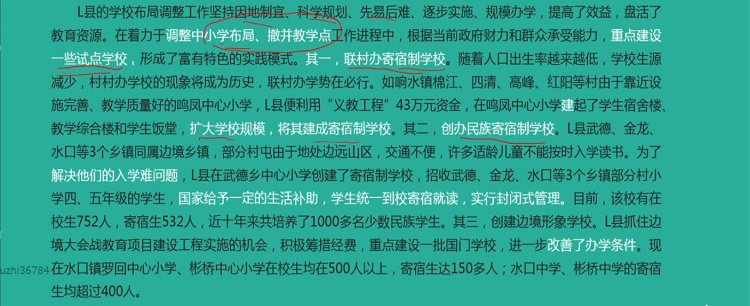 L县的学校布局调整工作坚持因地制宜、科学规划、先易后难、逐步实施、规模办学，提高了效益，盘活了
教育资源。在着力于调整中小学布局、撤并教学点工作进程中，根据当前政府财力和群众承受能力，重点建设
一些试点学校，形成了富有特色的实践模式。其一，联村办寄宿制学校。随着人口出生率越来越低，学校生源
减少，村村办学校的现象将成为历史，联村办学势在必行。如响水镇棉江、四清、高峰、红阳等村由于靠近设
施完善、教学质量好的鸣凤中心小学，L县便利用“义教工程”43万元资金，在鸣凤中心小学建起了学生宿舍楼、
教学综合楼和学生饭堂，扩大学校规模，将其建成寄宿制学校。其二，创办民族寄宿制学校。L县武德、金龙、
水口等3个乡镇同属边境乡镇，部分村屯由于地处边远山区，交通不便，许多适龄儿童不能按时入学读书。为了
解决他们的入学难问题，L县在武德乡中心小学创建了寄宿制学校，招收武德、金龙、水口等3个乡镇部分村小
学四、五年级的学生，国家给予一定的生活补助，学生统一到校寄宿就读，实行封闭式管理。目前，该校有在
校生752人，寄宿生532人，近十年来共培养了1000多名少数民族学生。其三，创建边境形象学校。L县抓住边
境大会战教育项目建设工程实施的机会，积极筹措经费，重点建设一批国门学校，进一步改善了办学条件。现
在水口镇罗回中心小学、彬桥中心小学在校生均在500人以上，寄宿生达150多人；水口中学、彬桥中学的寄宿
生均超过400人。
uzhi36784